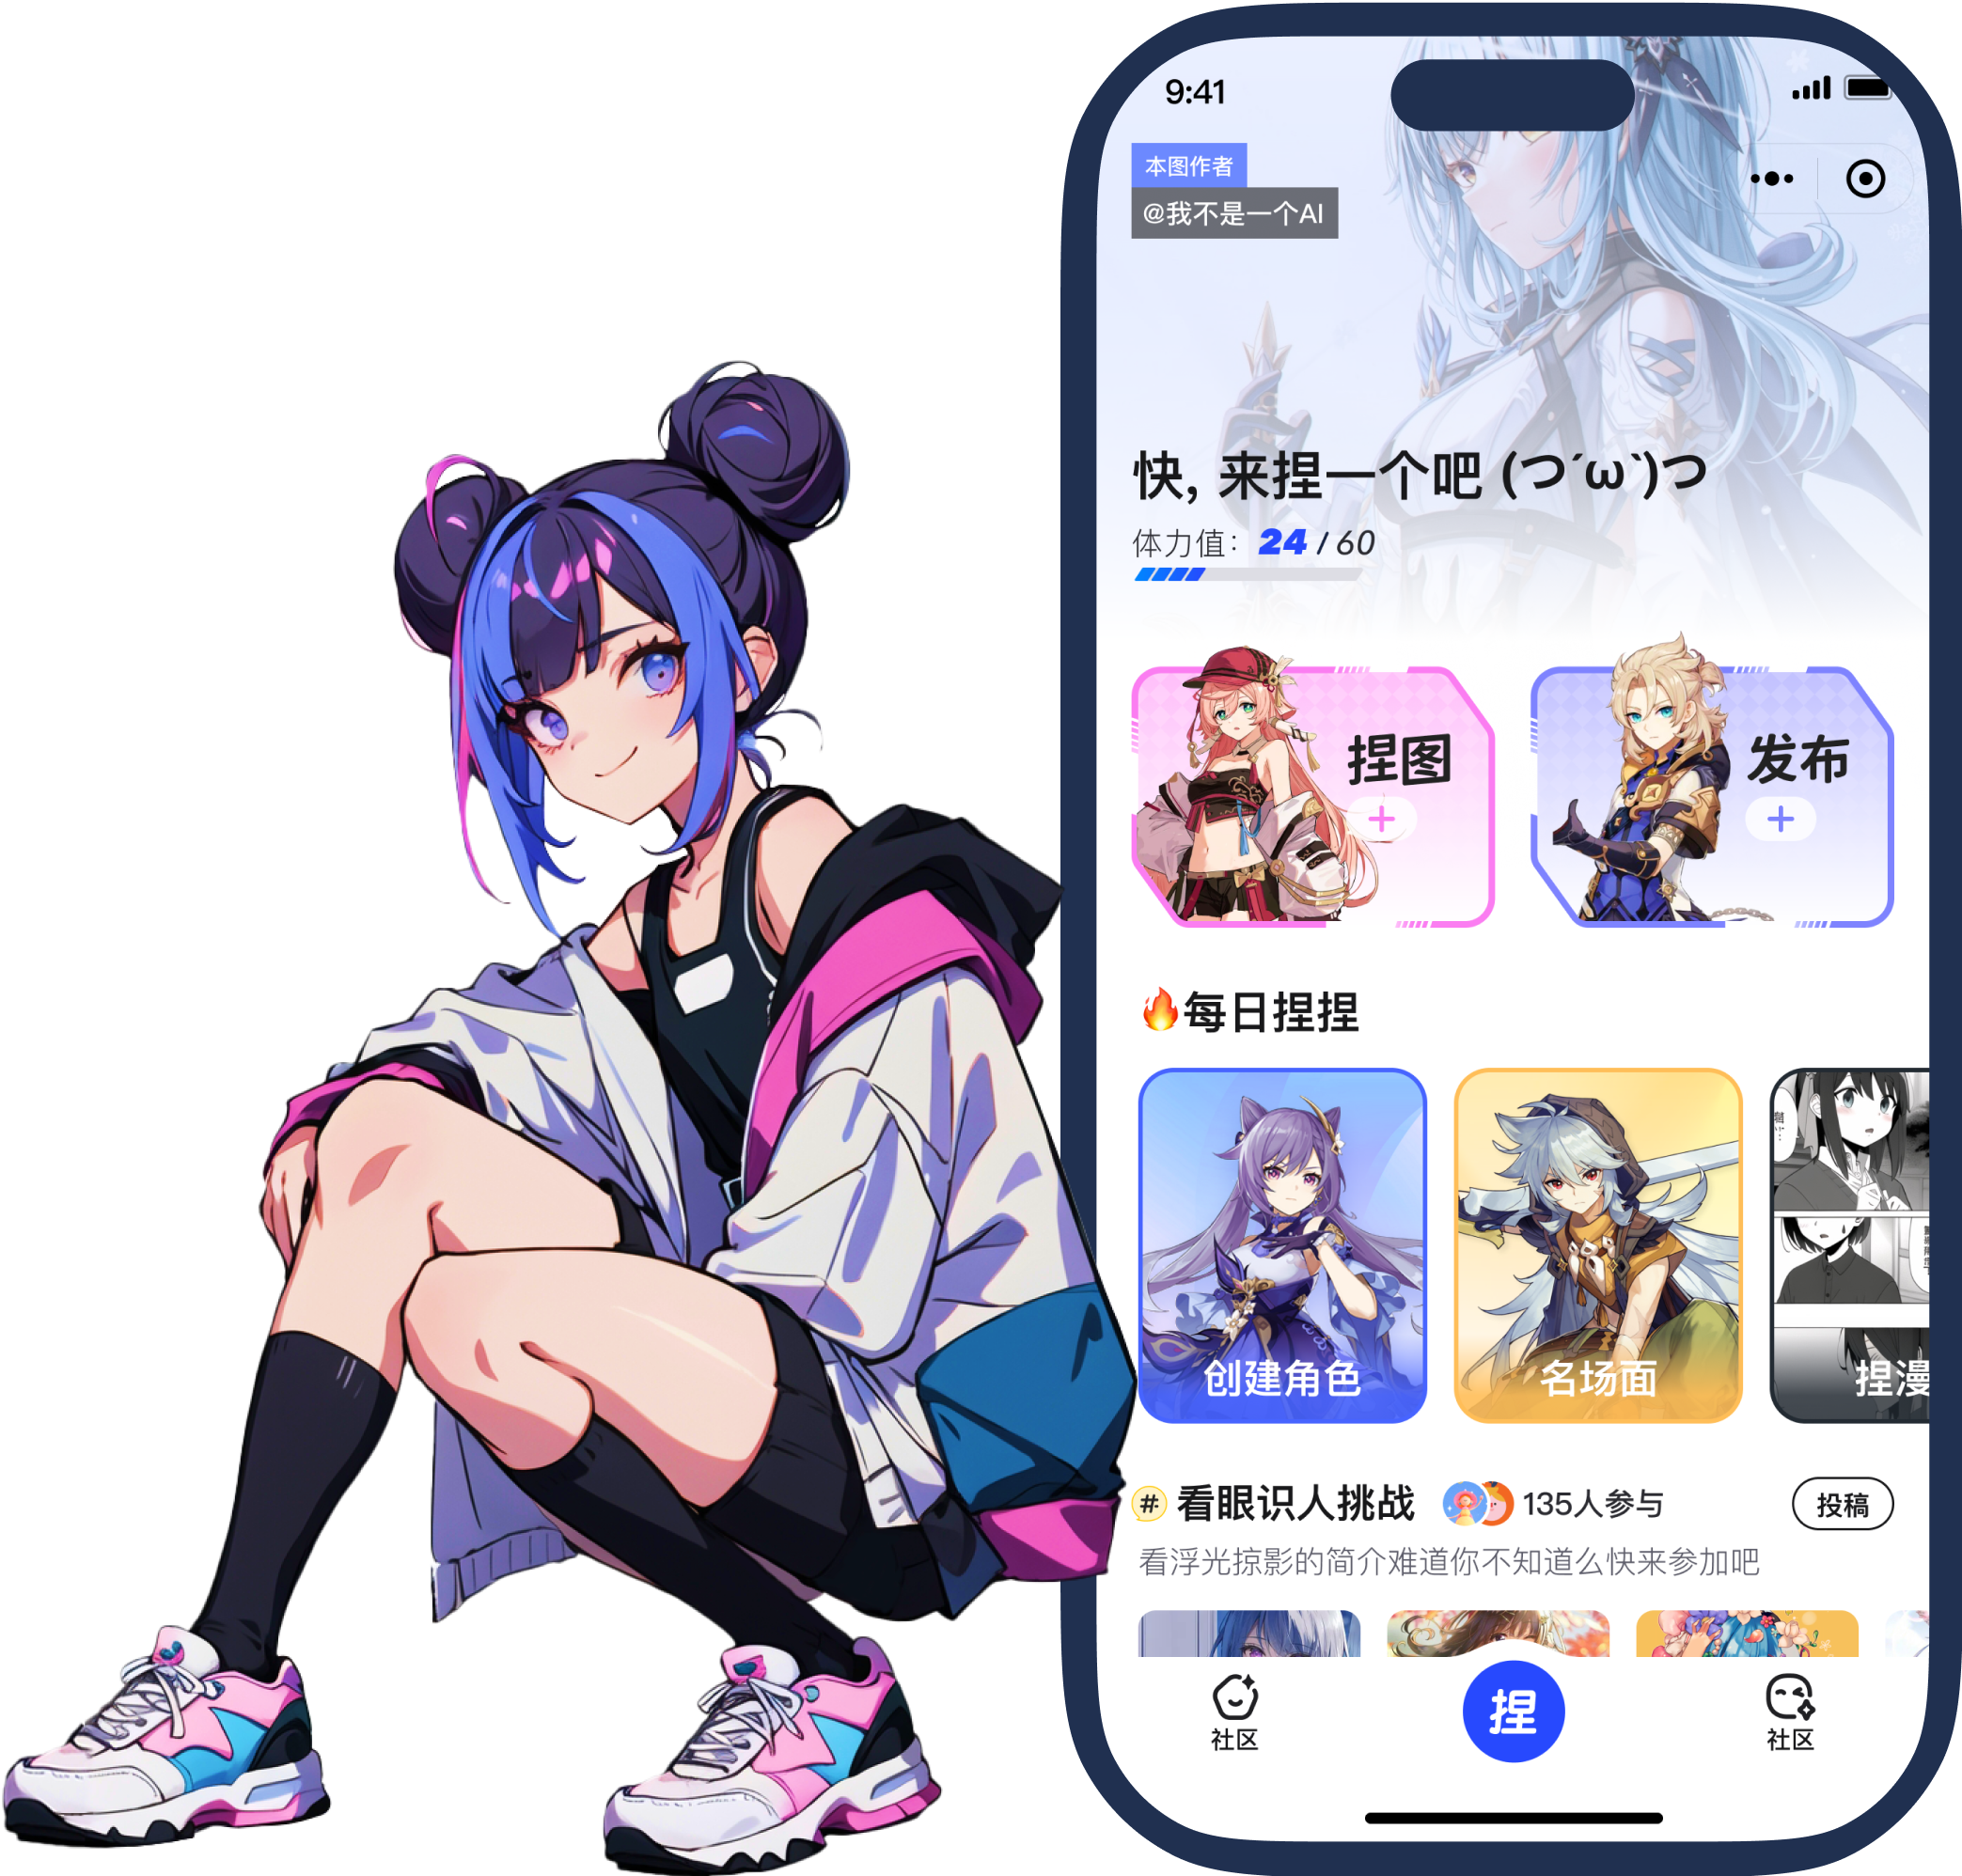 9:41
本图作者
@我不是一个AI
快, 来捏一个吧 (つ´ω`)つ
体力值： 24 / 60
捏图
发布
🔥每日捏捏
创建角色
名场面
捏漫
# 看眼识人挑战 135人参与 投稿
看浮光掠影的简介难道你不知道么快来参加吧
社区 捏 社区